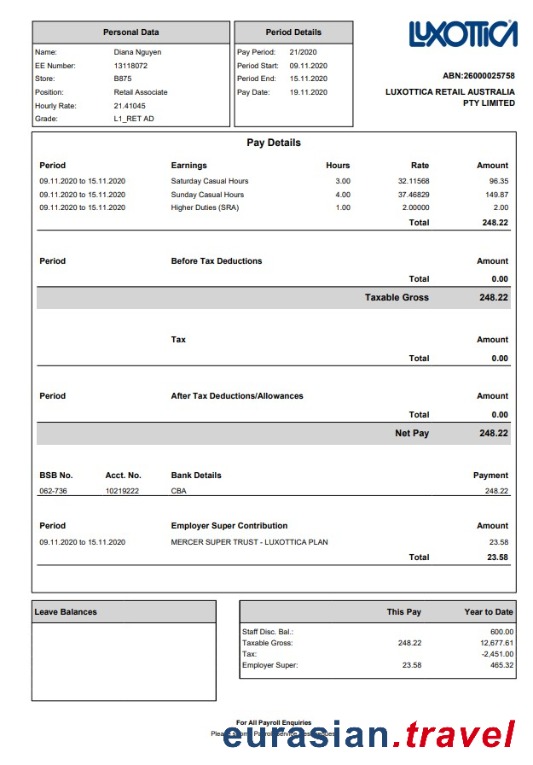 Personal Data
Name: Diana Nguyen
EE Number: 13118072
Store: B875
Position: Retail Associate
Hourly Rate: 21.41045
Grade: L1_RET AD
Period Details
Pay Period: 21/2020
Period Start: 09.11.2020
Period End: 15.11.2020
Pay Date: 19.11.2020
LUXOTTICA
ABN:26000025758
LUXOTTICA RETAIL AUSTRALIA
PTY LIMITED
Pay Details
Period Earnings Hours Rate Amount
09.11.2020 to 15.11.2020 Saturday Casual Hours 3.00 32.11568 96.35
09.11.2020 to 15.11.2020 Sunday Casual Hours 4.00 37.46829 149.87
09.11.2020 to 15.11.2020 Higher Duties (SRA) 1.00 2.00000 2.00
Total 248.22
Period Before Tax Deductions Amount
Total 0.00
Taxable Gross 248.22
Tax Amount
Total 0.00
Period After Tax Deductions/Allowances Amount
Total 0.00
Net Pay 248.22
BSB No. Acct. No. Bank Details Payment
062-736 10219222 CBA 248.22
Period Employer Super Contribution Amount
09.11.2020 to 15.11.2020 MERCER SUPER TRUST - LUXOTTICA PLAN 23.58
Total 23.58
Leave Balances
This Pay Year to Date
Staff Disc. Bal.: 600.00
Taxable Gross: 248.22 12,677.61
Tax: -2,451.00
Employer Super: 23.58 465.32
For All Payroll Enquiries
eurasian.travel